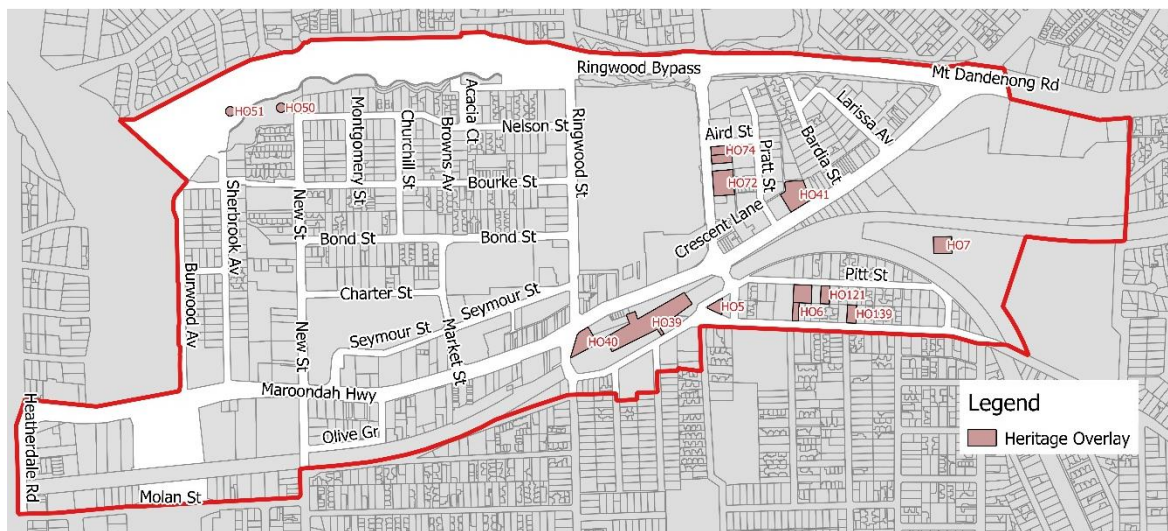 Ringwood Bypass
Mt Dandenong Rd
HO51
HO50
Montgomery St
Churchill St
Browns Av
Acacia Ct
Nelson St
Ringwood St
Aird St
HO74
Pratt St
Bardia St
Larissa Av
HO72
HO41
Crescent Lane
Sherbrook Av
New St
Bourke St
Bond St
Bond St
HO7
Burwood Av
Charter St
Seymour St
Seymour St
Market St
Pitt St
HO5
HO121
HO6
HO139
HO39
HO40
New St
Maroondah Hwy
Heatherdale Rd
Olive Gr
Molan St
Legend
Heritage Overlay